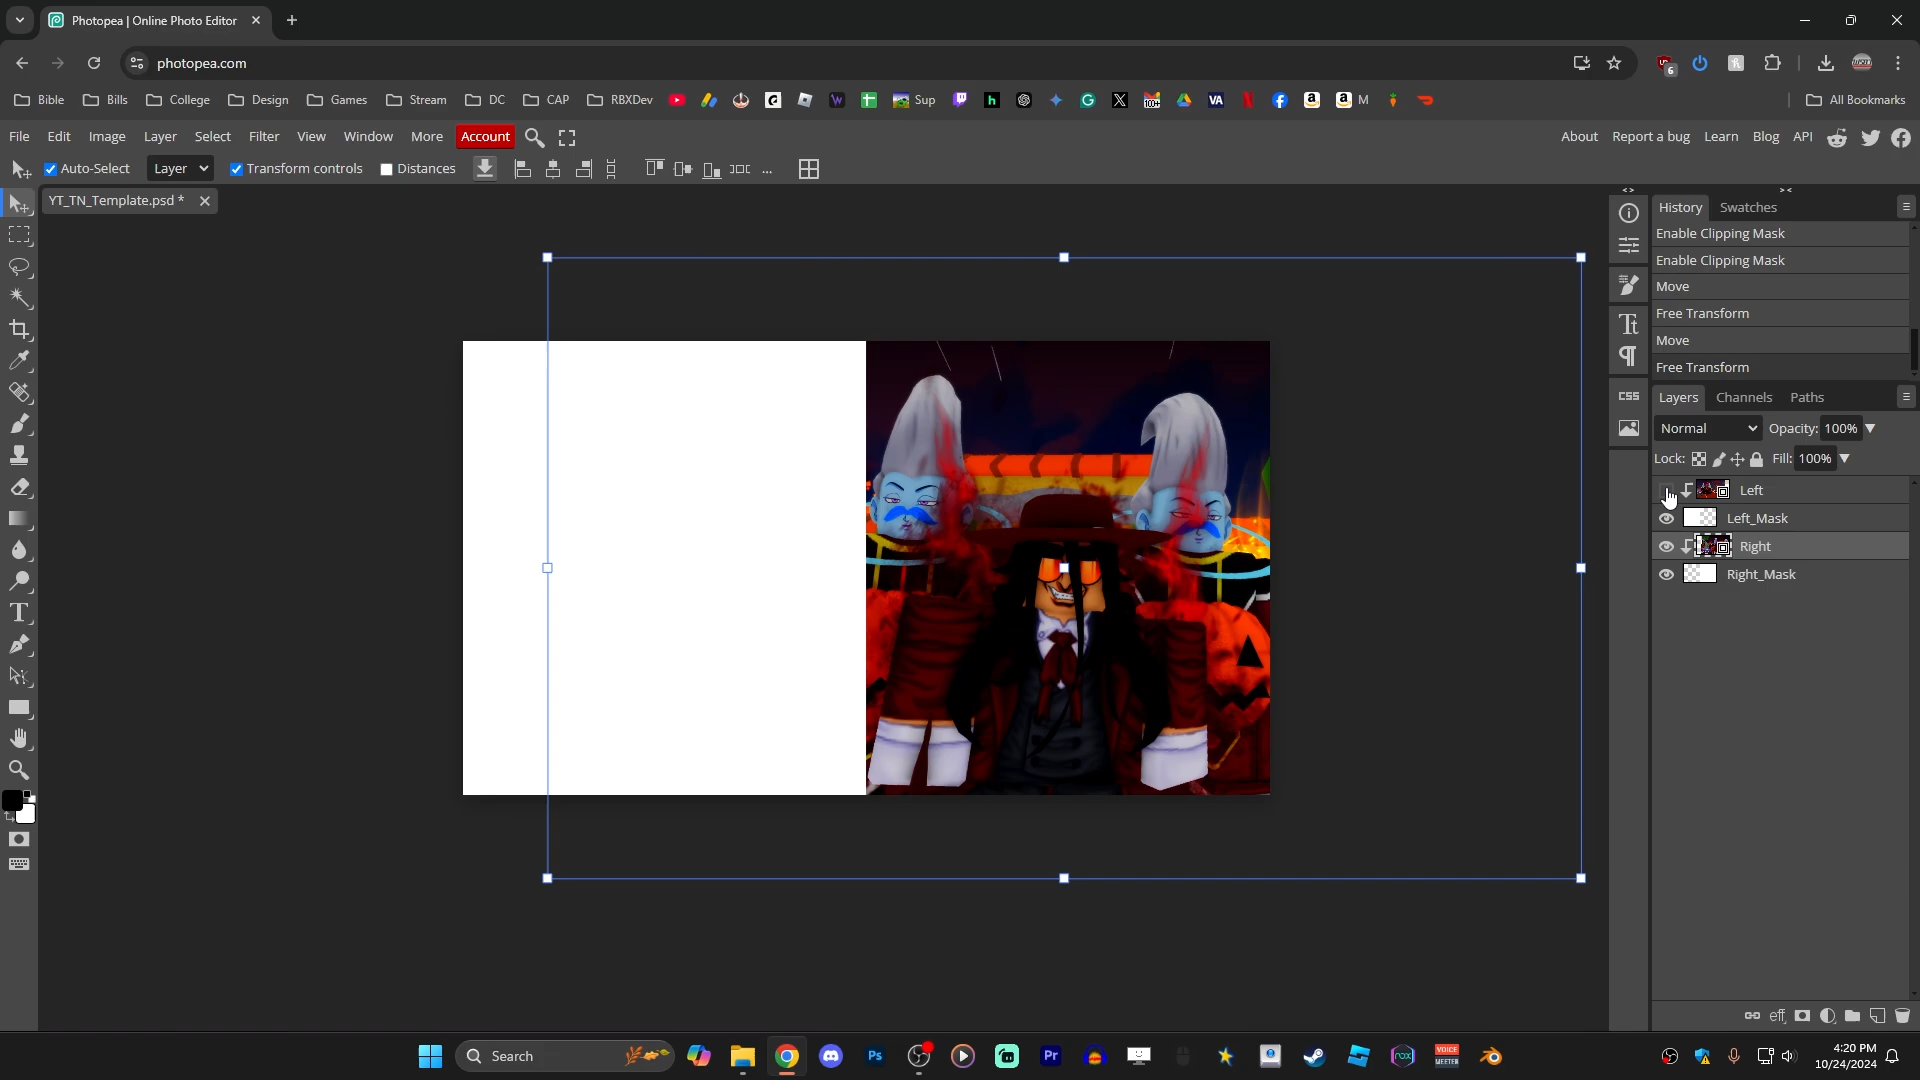 Photopea | Online Photo Editor
photopea.com
6
Bible Bills College Design Games Stream DC CAP RBXDev Sup M All Bookmarks
File Edit Image Layer Select Filter View Window More Account About Report a bug Learn Blog API
Auto-Select Layer Transform controls Distances ...
YT_TN_Template.psd *
History Swatches
Enable Clipping Mask
Enable Clipping Mask
Move
Free Transform
Move
Free Transform
CSS
Layers Channels Paths
Normal Opacity: 100%
Lock: Fill: 100%
Left
Left_Mask
Right
Right_Mask
eff
Search
4:20 PM
10/24/2024